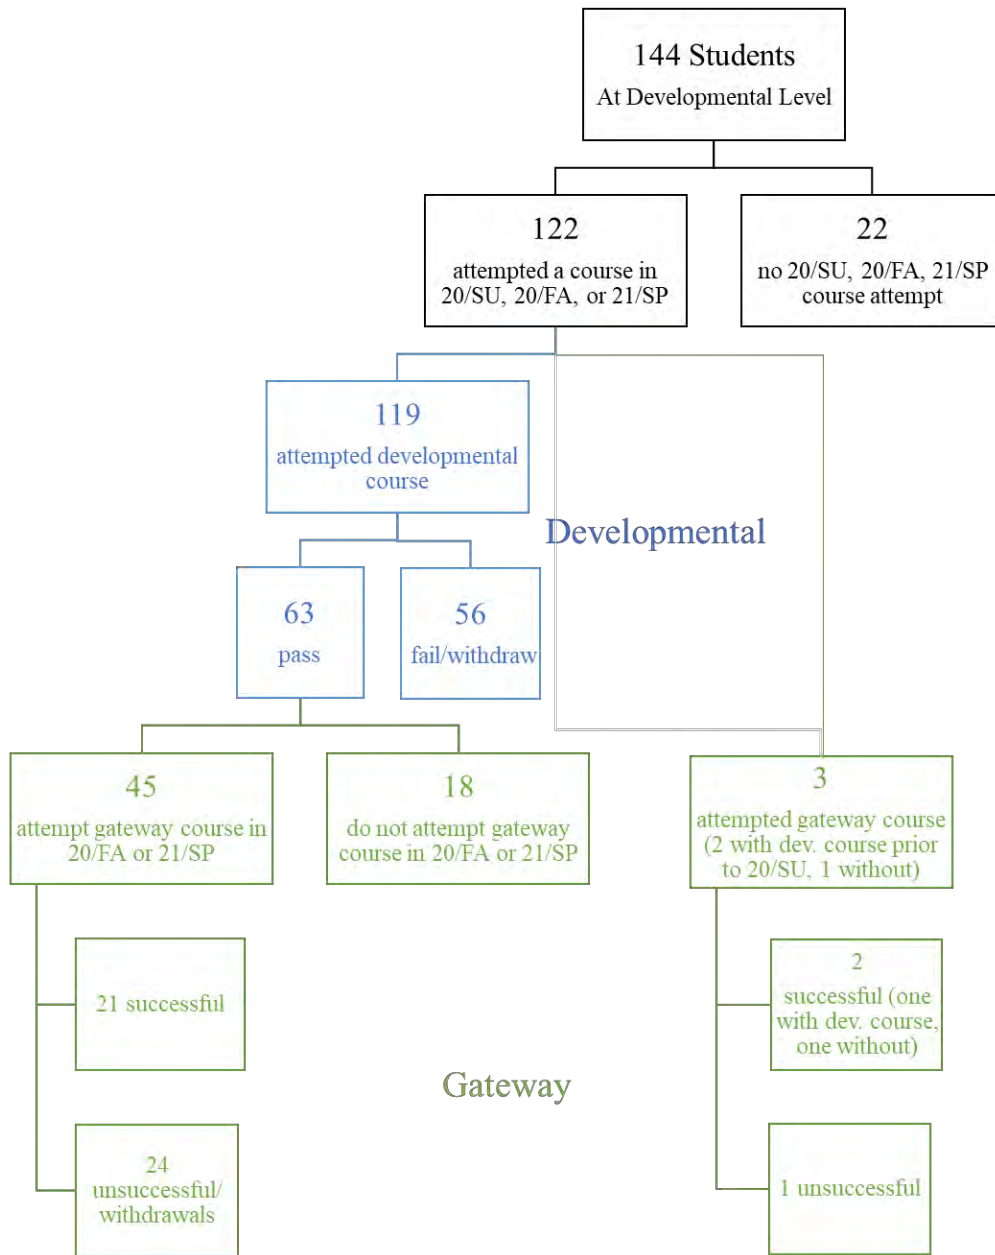 144 Students
At Developmental Level
122
attempted a course in
20/SU, 20/FA, or 21/SP
22
no 20/SU, 20/FA, 21/SP
course attempt
119
attempted developmental
course
Developmental
63
pass
56
fail/withdraw
45
attempt gateway course in
20/FA or 21/SP
18
do not attempt gateway
course in 20/FA or 21/SP
3
attempted gateway course
(2 with dev. course prior
to 20/SU, 1 without)
21 successful
2
successful (one
with dev. course,
one without)
Gateway
24
unsuccessful/
withdrawals
1 unsuccessful